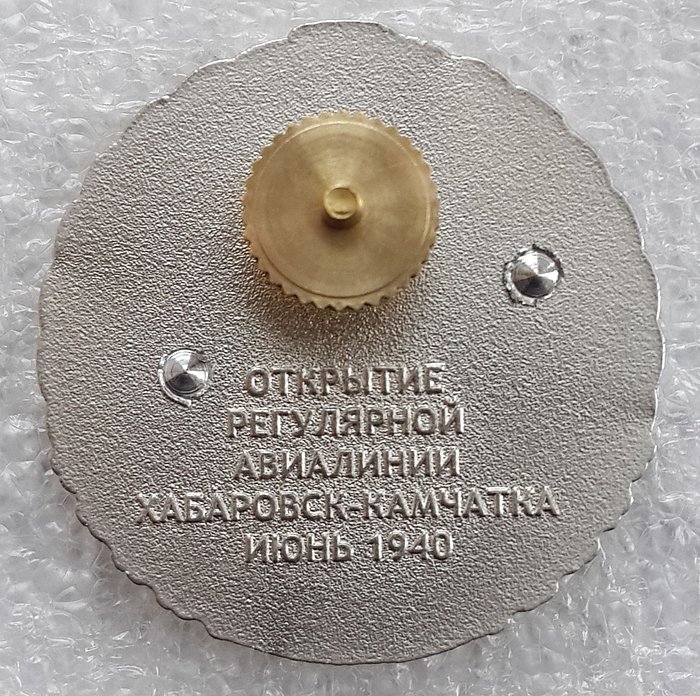 ОТКРЫТИЕ
РЕГУЛЯРНОЙ
АВИАЛИНИИ
ХАБАРОВСК-КАМЧАТКА
ИЮНЬ 1940